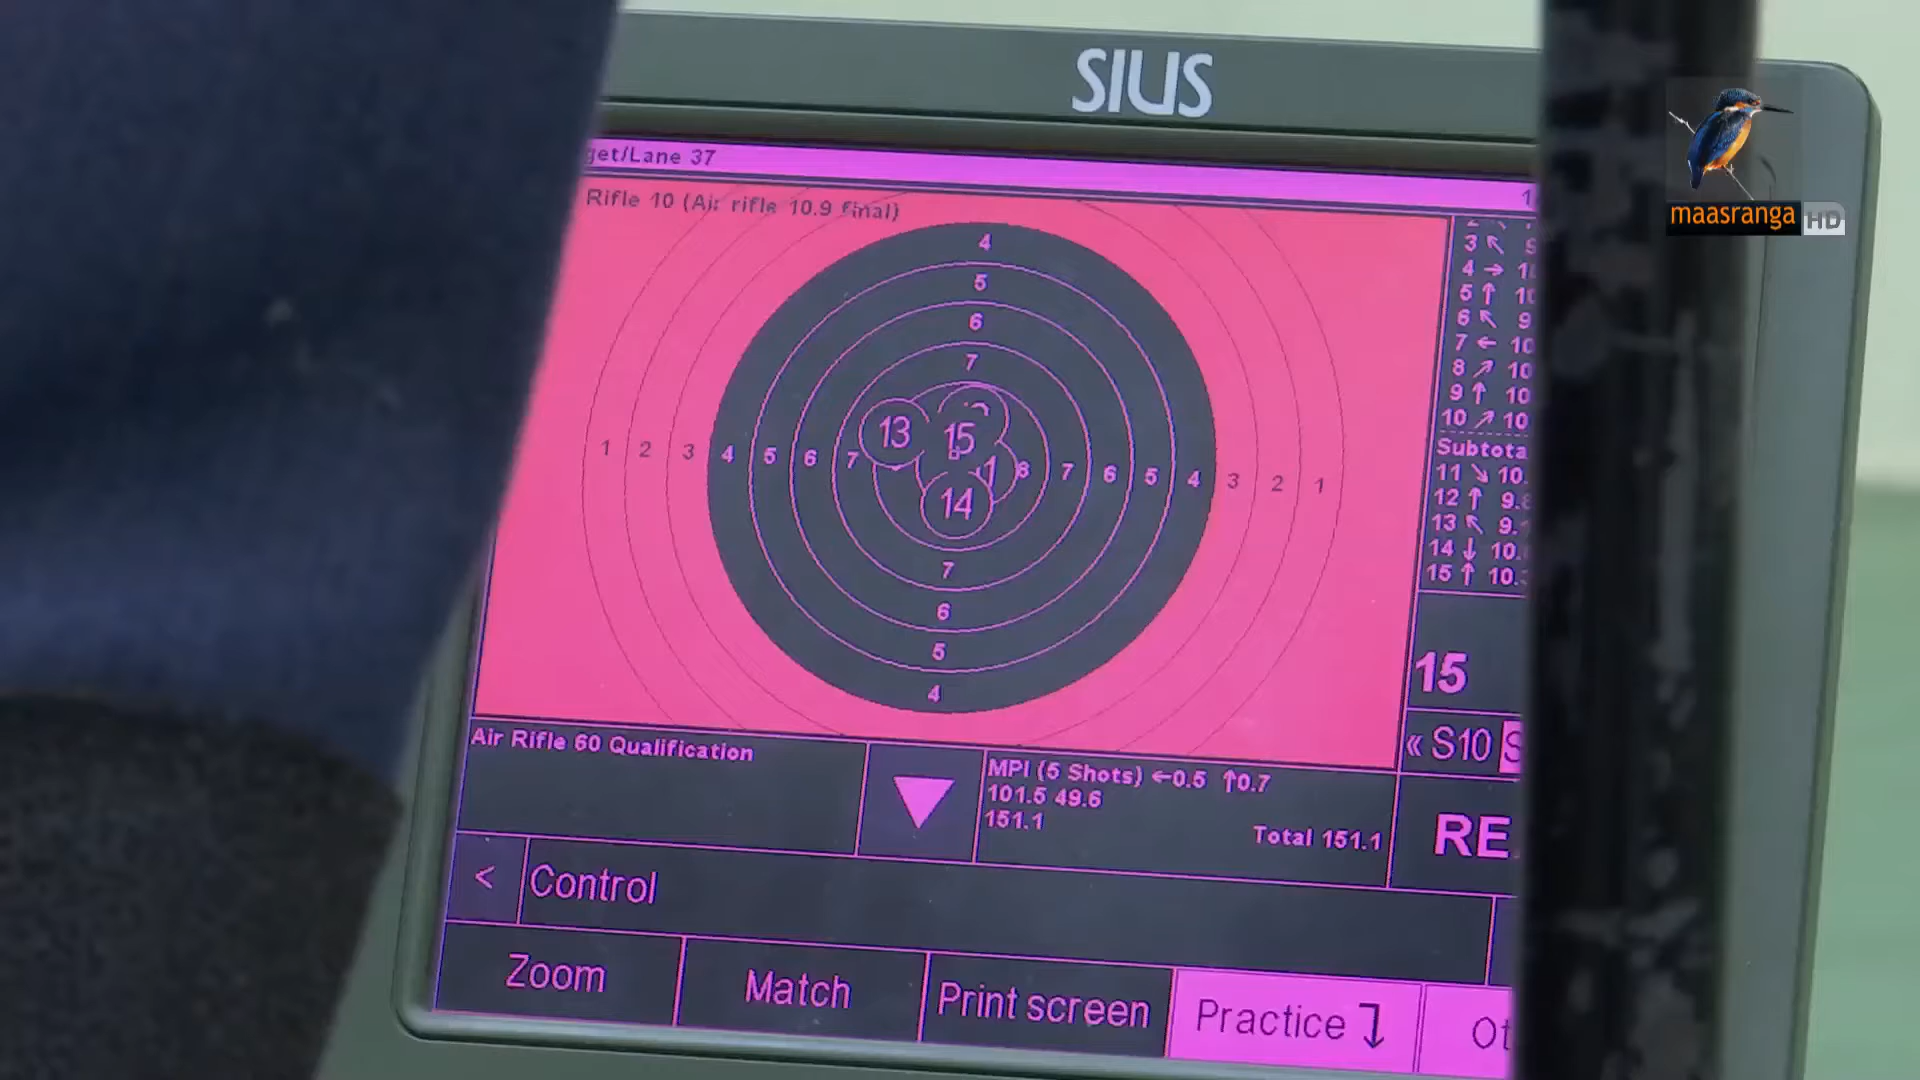 SIUS
maasranga HD
get/Lane 37
Rifle 10 (Air rifle 10.9 final)
4
5
6
7
13
15
1 2 3 4 5 6 7
8 7 6 5 4 3 2 1
14
7
6
5
4
3 ↖
4 → 10
5 ↑ 10
6 ↖ 9
7 ← 10
8 ↗ 10
9 ↑ 10
10 ↗ 10
Subtota
11 ↘ 10.
12 ↑ 9.
13 ↖ 9.
14 ↓ 10.
15 ↑ 10.
15
« S10
Air Rifle 60 Qualification
MPI (5 Shots) ←0.5 ↑0.7
101.5 49.6
151.1
Total 151.1
RE
< Control
Zoom
Match
Print screen
Practice
Ot